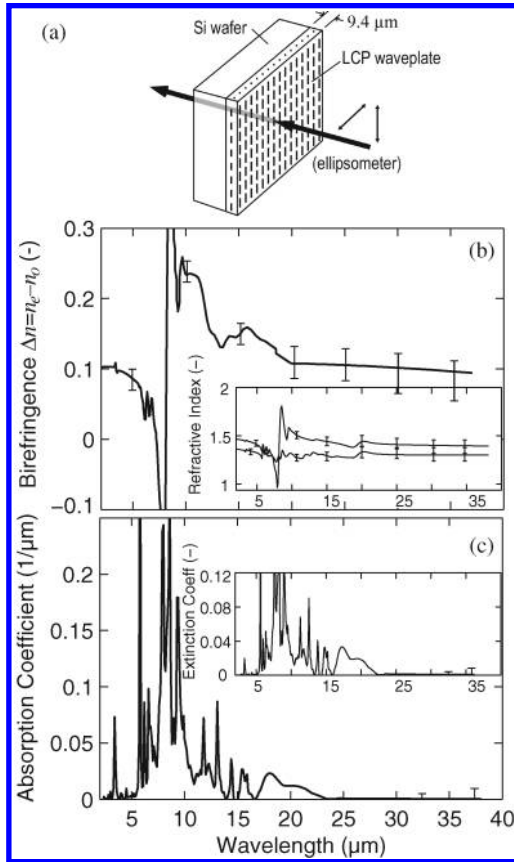 (a)
9.4 µm
Si wafer
LCP waveplate
(ellipsometer)
0.3
0.2
0.1
0
−0.1
Birefringence Δn=nₑ–nₒ (-)
(b)
Refractive Index (−)
2
1.5
1
5 15 25 35
0.2
0.15
0.1
0.05
0
Absorption Coefficient (1/µm)
(c)
Extinction Coeff (−)
0.12
0.08
0.04
0
5 15 25 35
5 10 15 20 25 30 35 40
Wavelength (µm)